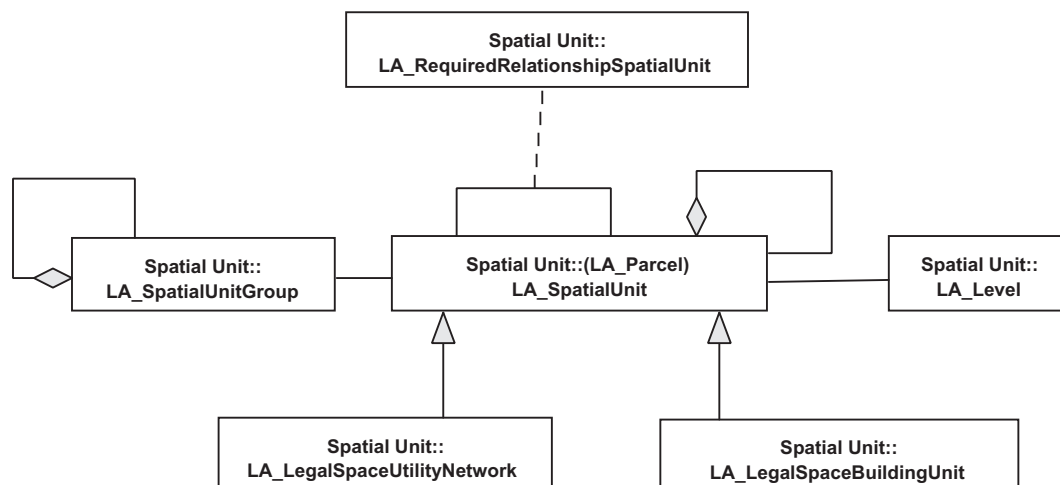 Spatial Unit::
LA_RequiredRelationshipSpatialUnit
Spatial Unit::
LA_SpatialUnitGroup
Spatial Unit::(LA_Parcel)
LA_SpatialUnit
Spatial Unit::
LA_Level
Spatial Unit::
LA_LegalSpaceUtilityNetwork
Spatial Unit::
LA_LegalSpaceBuildingUnit